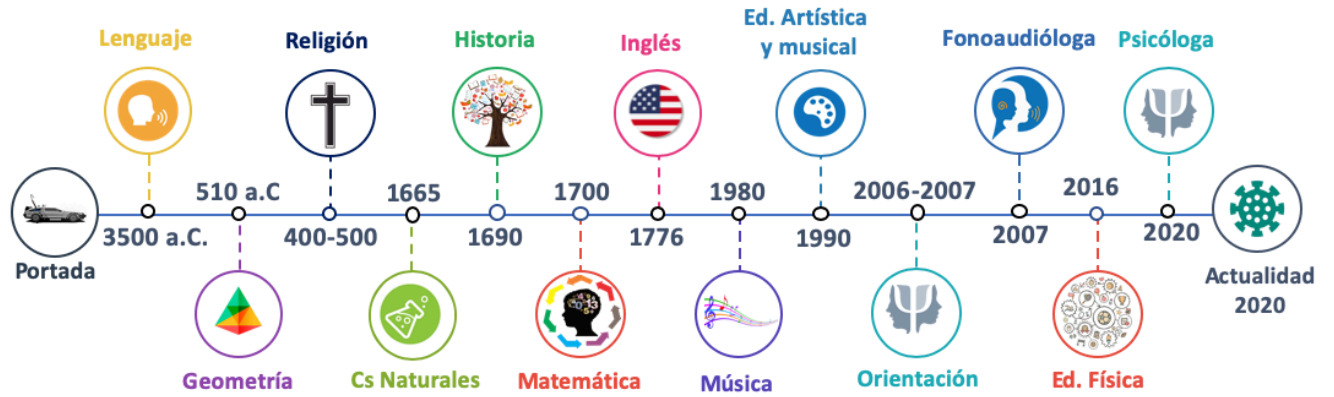 Lenguaje
Religión
Historia
Inglés
Ed. Artística
y musical
Fonoaudióloga
Psicóloga
510 a.C
1665
1700
1980
2006-2007
2016
3500 a.C.
400-500
1690
1776
1990
2007
2020
Portada
Actualidad
2020
Geometría
Cs Naturales
Matemática
Música
Orientación
Ed. Física